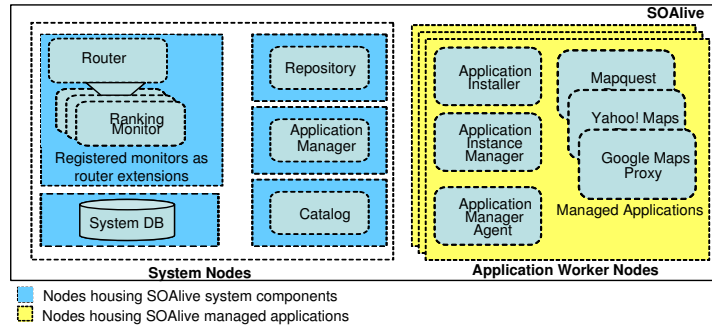 SOAlive
Router
Ranking
Monitor
Registered monitors as
router extensions
System DB
Repository
Application
Manager
Catalog
System Nodes
Application
Installer
Application
Instance
Manager
Application
Manager
Agent
Mapquest
Yahoo! Maps
Google Maps
Proxy
Managed Applications
Application Worker Nodes
Nodes housing SOAlive system components
Nodes housing SOAlive managed applications